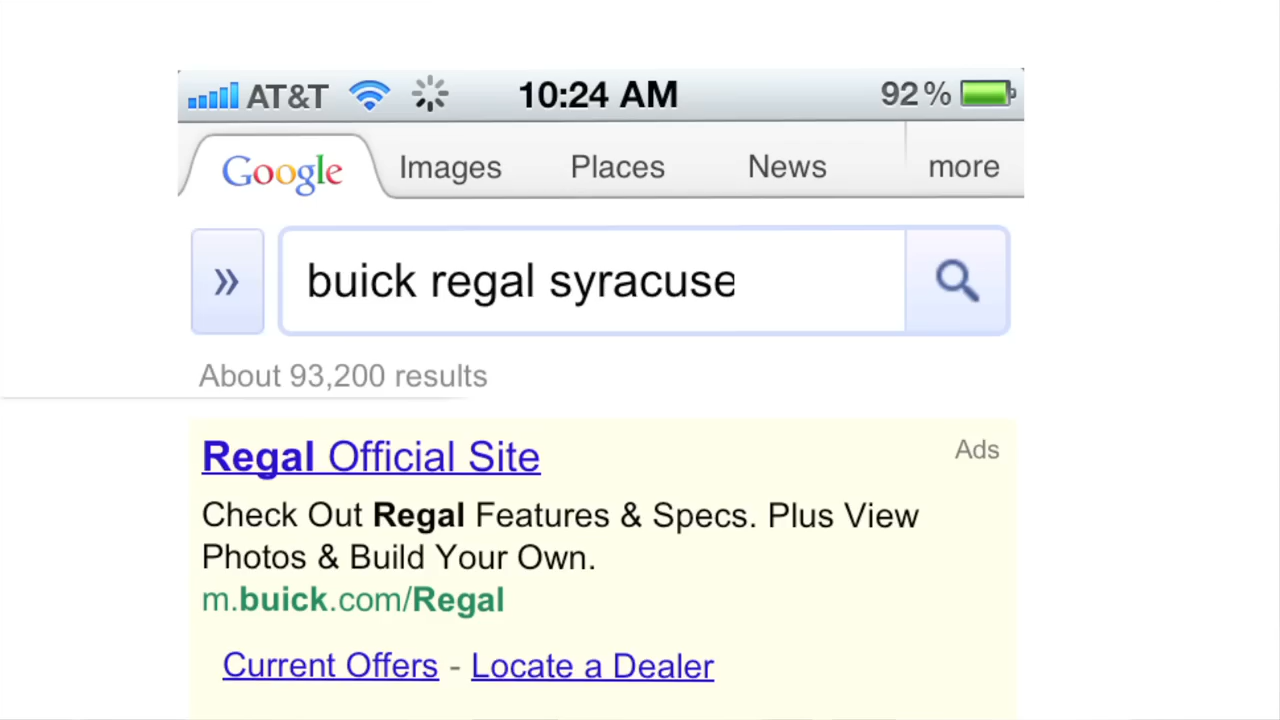 AT&T 10:24 AM 92%
Google Images Places News more
» buick regal syracuse
About 93,200 results
Regal Official Site Ads
Check Out Regal Features & Specs. Plus View
Photos & Build Your Own.
m.buick.com/Regal
Current Offers - Locate a Dealer